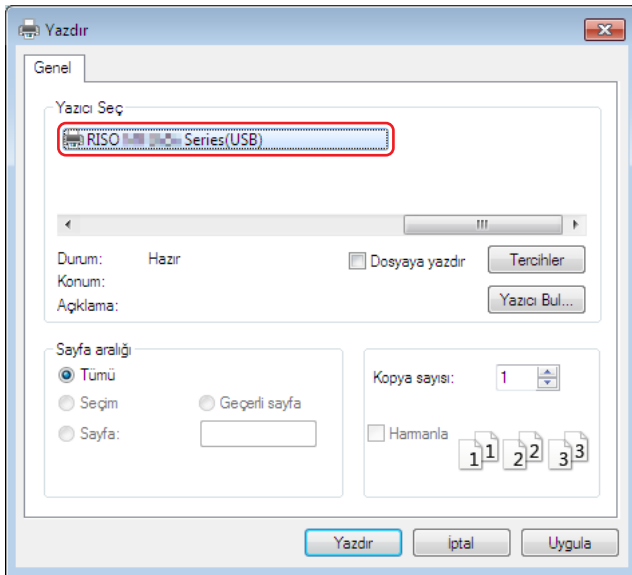 Yazdır
Genel
Yazıcı Seç
RISO Series(USB)
Durum: Hazır
Dosyaya yazdır
Tercihler
Konum:
Açıklama:
Yazıcı Bul...
Sayfa aralığı
Tümü
Seçim
Geçerli sayfa
Sayfa:
Kopya sayısı: 1
Harmanla
1 1 2 2 3 3
Yazdır İptal Uygula